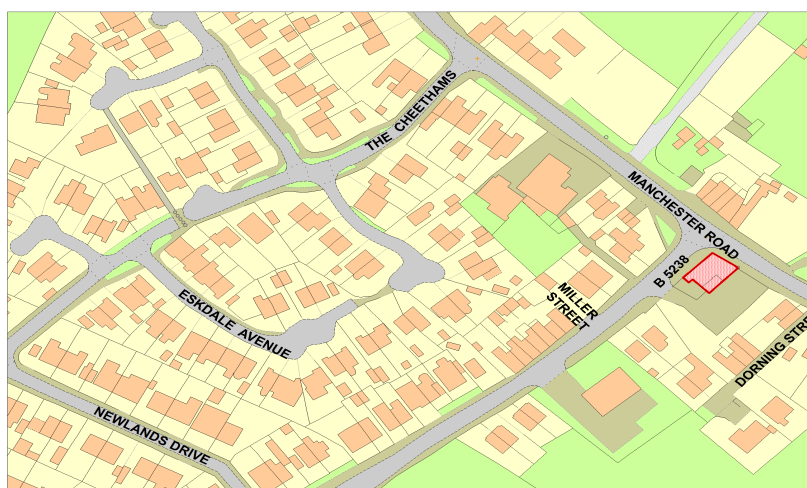 THE CHEETHAMS
MANCHESTER ROAD
B 5238
MILLER
STREET
ESKDALE AVENUE
DORNING STRE
NEWLANDS DRIVE